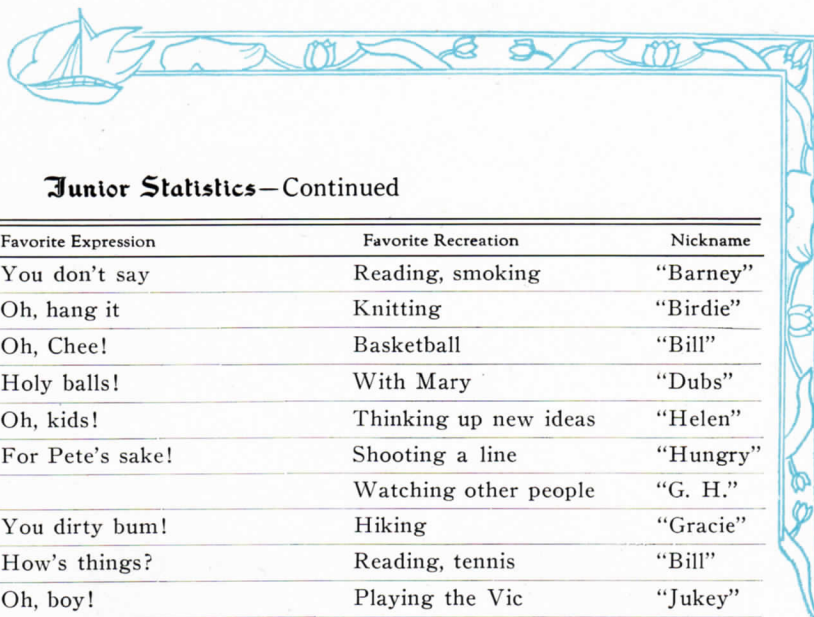 Junior Statistics—Continued
Favorite Expression Favorite Recreation Nickname
You don't say Reading, smoking “Barney”
Oh, hang it Knitting “Birdie”
Oh, Chee! Basketball “Bill”
Holy balls! With Mary “Dubs”
Oh, kids! Thinking up new ideas “Helen”
For Pete's sake! Shooting a line “Hungry”
Watching other people “G. H.”
You dirty bum! Hiking “Gracie”
How's things? Reading, tennis “Bill”
Oh, boy! Playing the Vic “Jukey”